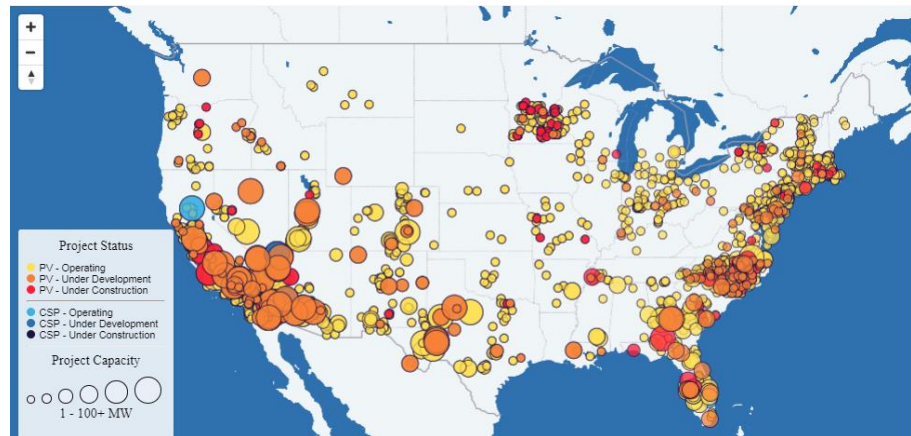 +
−
Project Status
PV - Operating
PV - Under Development
PV - Under Construction
CSP - Operating
CSP - Under Development
CSP - Under Construction
Project Capacity
1 - 100+ MW